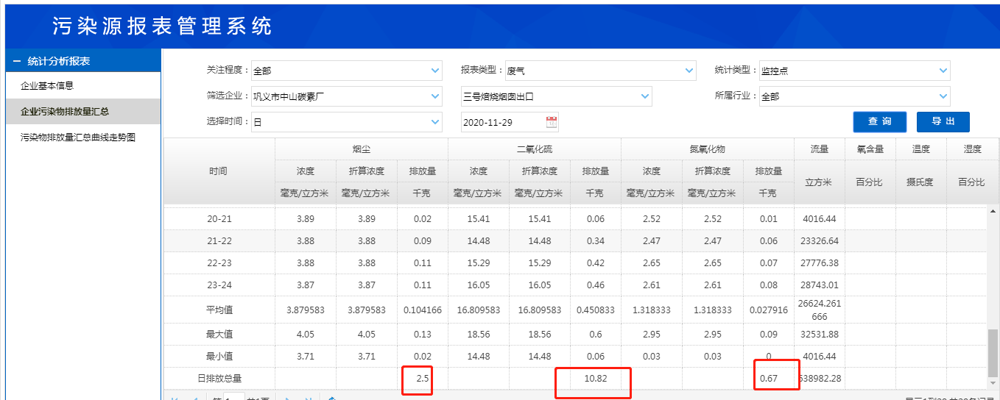 污染源报表管理系统
统计分析报表
企业基本信息
企业污染物排放量汇总
污染物排放量汇总曲线走势图
关注程度： 全部 报表类型： 废气 统计类型： 监控点
筛选企业： 巩义市中山碳素厂 三号焙烧烟囱出口 所属行业： 全部
选择时间： 日 2020-11-29 查 询 导 出
烟尘 二氧化硫 氮氧化物 流量 氧含量 温度 湿度
时间 浓度 折算浓度 排放量 浓度 折算浓度 排放量 浓度 折算浓度 排放量 立方米 百分比 摄氏度 百分比
毫克/立方米 毫克/立方米 千克 毫克/立方米 毫克/立方米 千克 毫克/立方米 毫克/立方米 千克
20-21 3.89 3.89 0.02 15.41 15.41 0.06 2.52 2.52 0.01 4016.44
21-22 3.88 3.88 0.09 14.48 14.48 0.34 2.47 2.47 0.06 23326.64
22-23 3.88 3.88 0.11 15.29 15.29 0.42 2.65 2.65 0.07 27776.38
23-24 3.87 3.87 0.11 16.05 16.05 0.46 2.61 2.61 0.08 28743.01
平均值 3.879583 3.879583 0.104166 16.809583 16.809583 0.450833 1.318333 1.318333 0.027916 26624.261
666
最大值 4.05 4.05 0.13 18.56 18.56 0.6 2.95 2.95 0.09 32531.88
最小值 3.71 3.71 0.02 14.48 14.48 0.06 0.03 0.03 0 4016.44
日排放总量 2.5 10.82 0.67 638982.28